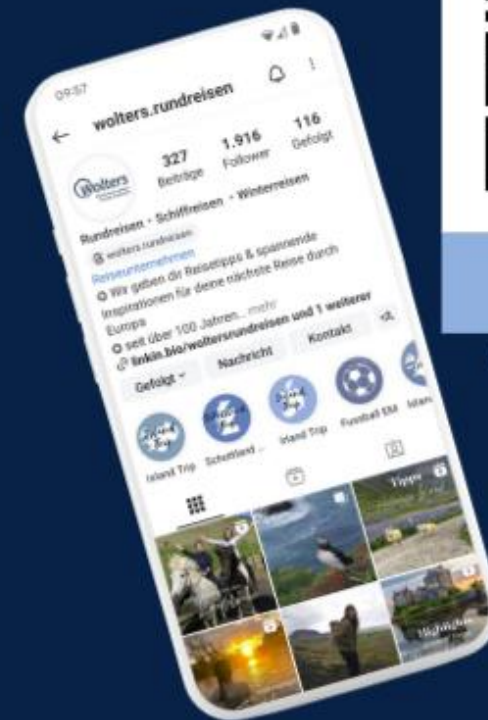 09:57
wolters.rundreisen
Wolters
327 1.916 116
Beiträge Follower Gefolgt
Rundreisen • Schiffreisen • Winterreisen
wolters.rundreisen
Reiseunternehmen
Wir geben dir Reisetipps & spannende
Inspirationen für deine nächste Reise durch
Europa
seit über 100 Jahren... mehr
linkin.bio/woltersrundreisen und 1 weiterer
Gefolgt Nachricht Kontakt
Island Trip Schottland ... Irland Trip Fussball EM Islan
Tipps
Highlights